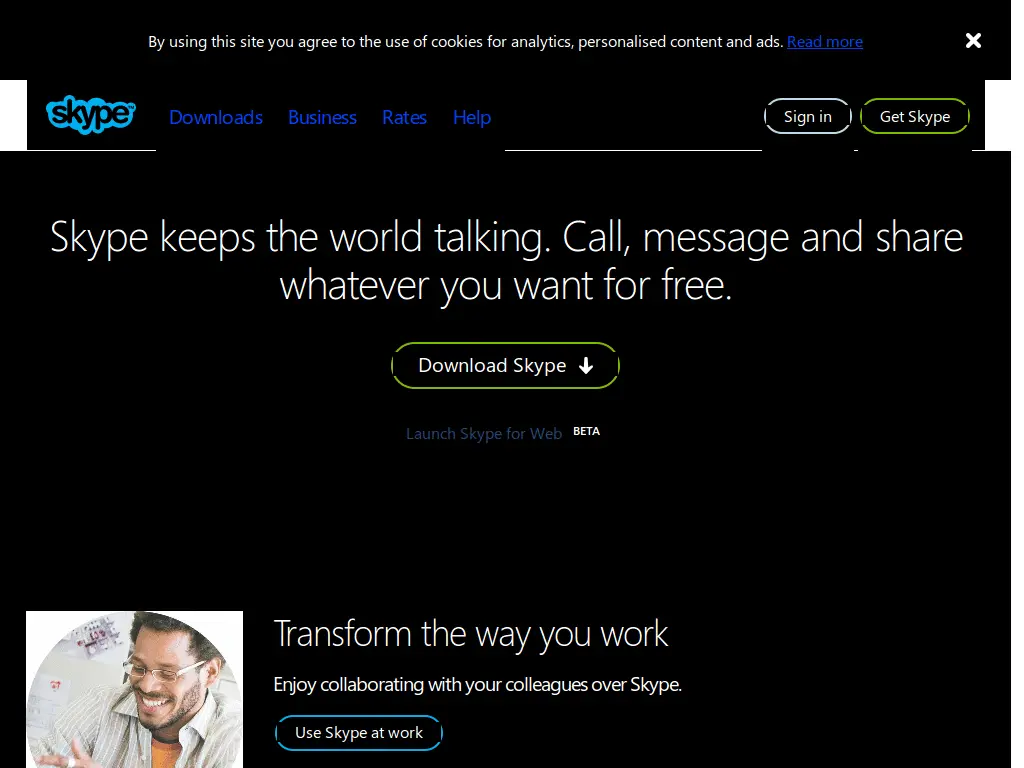 By using this site you agree to the use of cookies for analytics, personalised content and ads. Read more
skype™ Downloads Business Rates Help Sign in Get Skype
Skype keeps the world talking. Call, message and share
whatever you want for free.
Download Skype
Launch Skype for Web BETA
Transform the way you work
Enjoy collaborating with your colleagues over Skype.
Use Skype at work